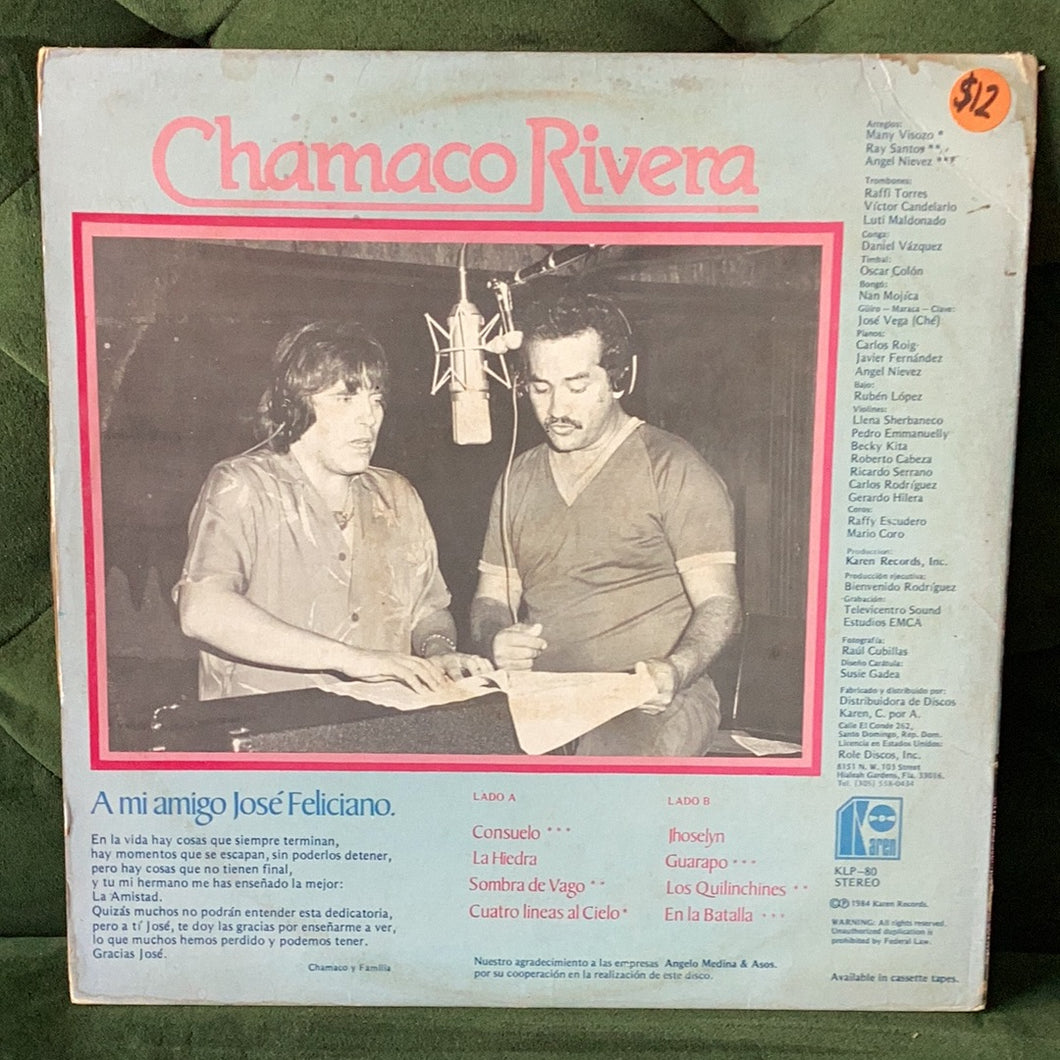 $12
Chamaco Rivera
Arreglos:
Many Visozo *
Ray Santos **
Angel Nievez ***
Trombones:
Raffi Torres
Víctor Candelario
Luti Maldonado
Conga:
Daniel Vázquez
Timbal:
Oscar Colón
Bongó:
Nan Mojica
Güiro — Maraca — Clave:
José Vega (Ché)
Pianos:
Carlos Roig
Javier Fernández
Angel Nievez
Bajo:
Rubén López
Violines:
Llena Sherbaneco
Pedro Emmanuelly
Becky Kita
Roberto Cabeza
Ricardo Serrano
Carlos Rodríguez
Gerardo Hilera
Coros:
Raffy Escudero
Mario Coro
Produccion:
Karen Records, Inc.
Producción ejecutiva:
Bienvenido Rodríguez
Grabación:
Televicentro Sound
Estudios EMCA
Fotografía:
Raúl Cubillas
Diseño Carátula:
Susie Gadea
Fabricado y distribuido por:
Distribuidora de Discos
Karen, C. por A.
Calle El Conde 262,
Santo Domingo, Rep. Dom.
Licencia en Estados Unidos:
Role Discos, Inc.
8151 N. W. 103 Street
Hialeah Gardens, Fla. 33016.
Tel. (305) 558-0434
Karen
KLP-80
STEREO
©℗ 1984 Karen Records.
WARNING: All rights reserved.
Unauthorized duplication is
prohibited by Federal Law.
Available in cassette tapes.
A mi amigo José Feliciano.
En la vida hay cosas que siempre terminan,
hay momentos que se escapan, sin poderlos detener,
pero hay cosas que no tienen final,
y tu mi hermano me has enseñado la mejor:
La Amistad.
Quizás muchos no podrán entender esta dedicatoria,
pero a tí José, te doy las gracias por enseñarme a ver,
lo que muchos hemos perdido y podemos tener.
Gracias José.
Chamaco y Familia
LADO A
Consuelo ***
La Hiedra
Sombra de Vago **
Cuatro lineas al Cielo *
LADO B
Jhoselyn
Guarapo ***
Los Quilinchines **
En la Batalla ***
Nuestro agradecimiento a las empresas Angelo Medina & Asos.
por su cooperación en la realización de este disco.